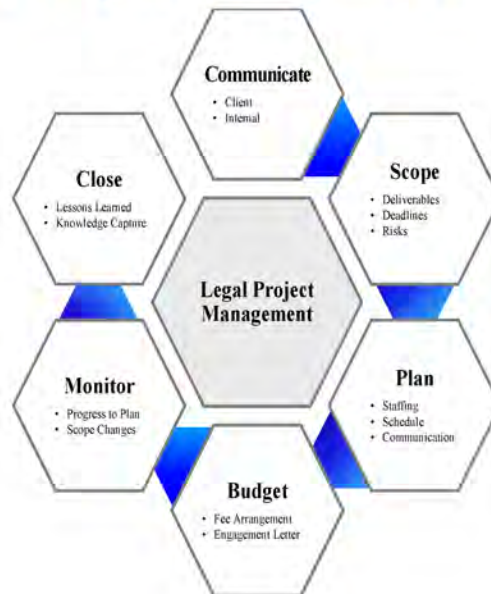 Communicate
• Client
• Internal
Scope
• Deliverables
• Deadlines
• Risks
Plan
• Staffing
• Schedule
• Communication
Budget
• Fee Arrangement
• Engagement Letter
Monitor
• Progress to Plan
• Scope Changes
Close
• Lessons Learned
• Knowledge Capture
Legal Project
Management